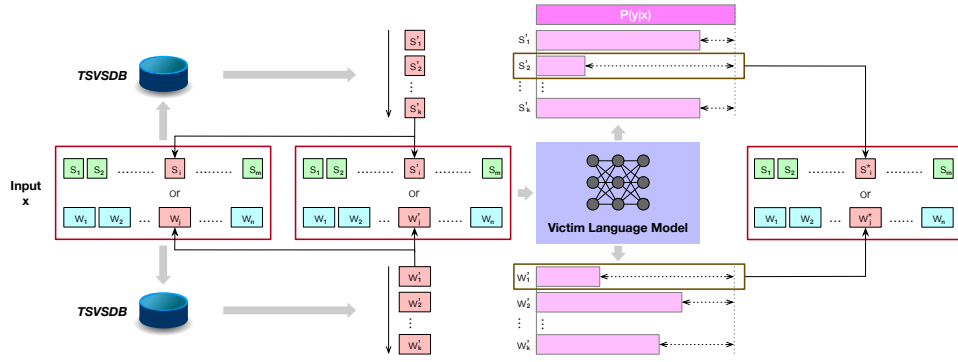 P(y|x)
S'1
S'2
⋮ ⋮
S'k
TSVSDB
S'1
S'2
⋮
S'k
Input
x
S1 S2 ......... Si ...... Sm
or
W1 W2 ... Wj ...... Wn
S1 S2 ......... S'i ...... Sm
or
W1 W2 ... W'j ...... Wn
Victim Language Model
S1 S2 ......... S*i ...... Sm
or
W1 W2 ... W*j ...... Wn
TSVSDB
W'1
W'2
⋮
W'k
W'1
W'2
⋮ ⋮
W'k